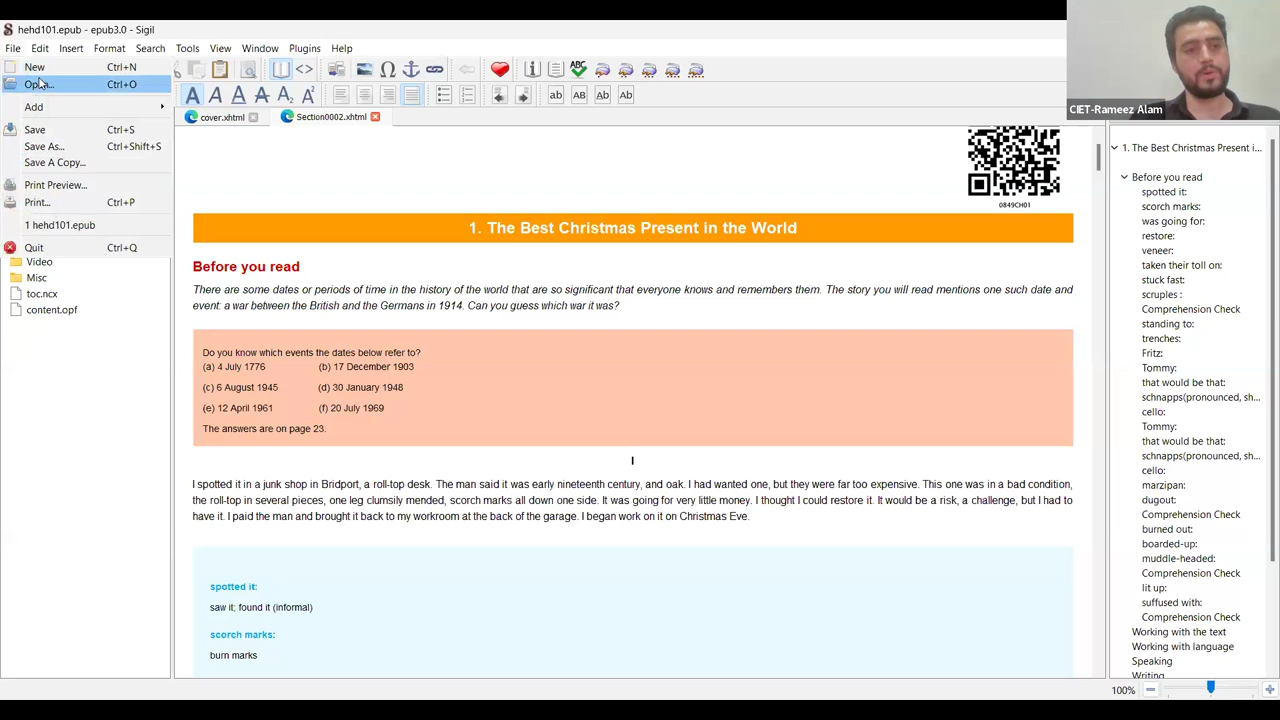 hehd101.epub - epub3.0 - Sigil
File Edit Insert Format Search Tools View Window Plugins Help
New Ctrl+N
Open... Ctrl+O
Add
Save Ctrl+S
Save As... Ctrl+Shift+S
Save A Copy...
Print Preview...
Print... Ctrl+P
1 hehd101.epub
Quit Ctrl+Q
Video
Misc
toc.ncx
content.opf
ABC
A A A A A2 A2
ab AB Ab Ab
cover.xhtml
Section0002.xhtml
0849CH01
1. The Best Christmas Present in the World
Before you read
There are some dates or periods of time in the history of the world that are so significant that everyone knows and remembers them. The story you will read mentions one such date and
event: a war between the British and the Germans in 1914. Can you guess which war it was?
Do you know which events the dates below refer to?
(a) 4 July 1776 (b) 17 December 1903
(c) 6 August 1945 (d) 30 January 1948
(e) 12 April 1961 (f) 20 July 1969
The answers are on page 23.
I
I spotted it in a junk shop in Bridport, a roll-top desk. The man said it was early nineteenth century, and oak. I had wanted one, but they were far too expensive. This one was in a bad condition,
the roll-top in several pieces, one leg clumsily mended, scorch marks all down one side. It was going for very little money. I thought I could restore it. It would be a risk, a challenge, but I had to
have it. I paid the man and brought it back to my workroom at the back of the garage. I began work on it on Christmas Eve.
spotted it:
saw it; found it (informal)
scorch marks:
burn marks
CIET-Rameez Alam
1. The Best Christmas Present i...
Before you read
spotted it:
scorch marks:
was going for:
restore:
veneer:
taken their toll on:
stuck fast:
scruples :
Comprehension Check
standing to:
trenches:
Fritz:
Tommy:
that would be that:
schnapps(pronounced, sh...
cello:
Tommy:
that would be that:
schnapps(pronounced, sh...
cello:
marzipan:
dugout:
Comprehension Check
burned out:
boarded-up:
muddle-headed:
Comprehension Check
lit up:
suffused with:
Comprehension Check
Working with the text
Working with language
Speaking
Writing
100%